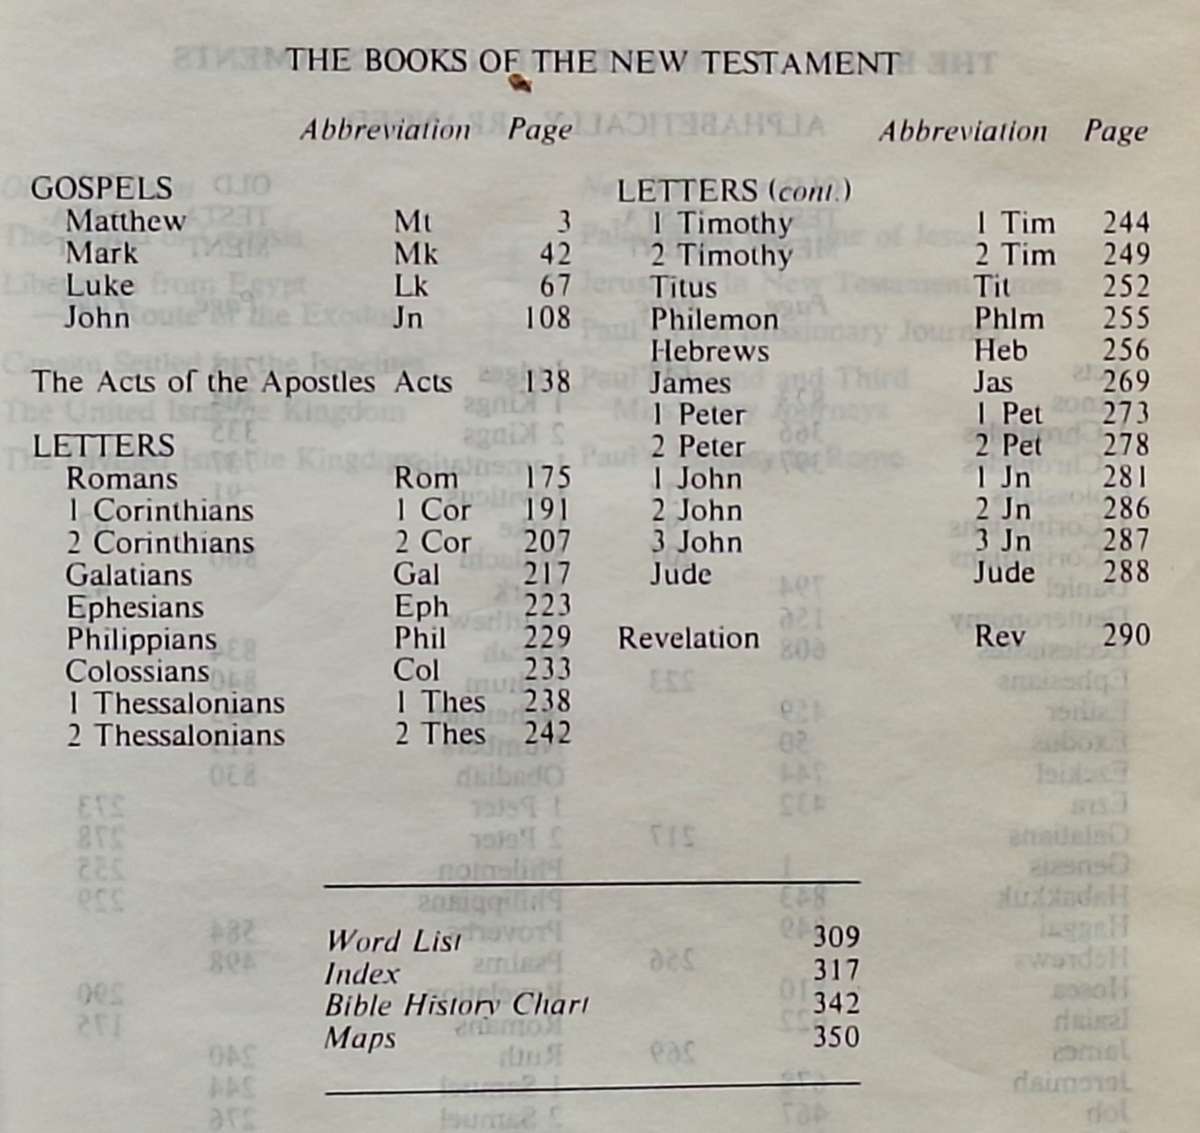 THE BOOKS OF THE NEW TESTAMENT
Abbreviation Page
GOSPELS
Matthew Mt 3
Mark Mk 42
Luke Lk 67
John Jn 108
The Acts of the Apostles Acts 138
LETTERS
Romans Rom 175
1 Corinthians 1 Cor 191
2 Corinthians 2 Cor 207
Galatians Gal 217
Ephesians Eph 223
Philippians Phil 229
Colossians Col 233
1 Thessalonians 1 Thes 238
2 Thessalonians 2 Thes 242
Abbreviation Page
LETTERS (cont.)
1 Timothy 1 Tim 244
2 Timothy 2 Tim 249
Titus Tit 252
Philemon Phlm 255
Hebrews Heb 256
James Jas 269
1 Peter 1 Pet 273
2 Peter 2 Pet 278
1 John 1 Jn 281
2 John 2 Jn 286
3 John 3 Jn 287
Jude Jude 288
Revelation Rev 290
Word List 309
Index 317
Bible History Chart 342
Maps 350